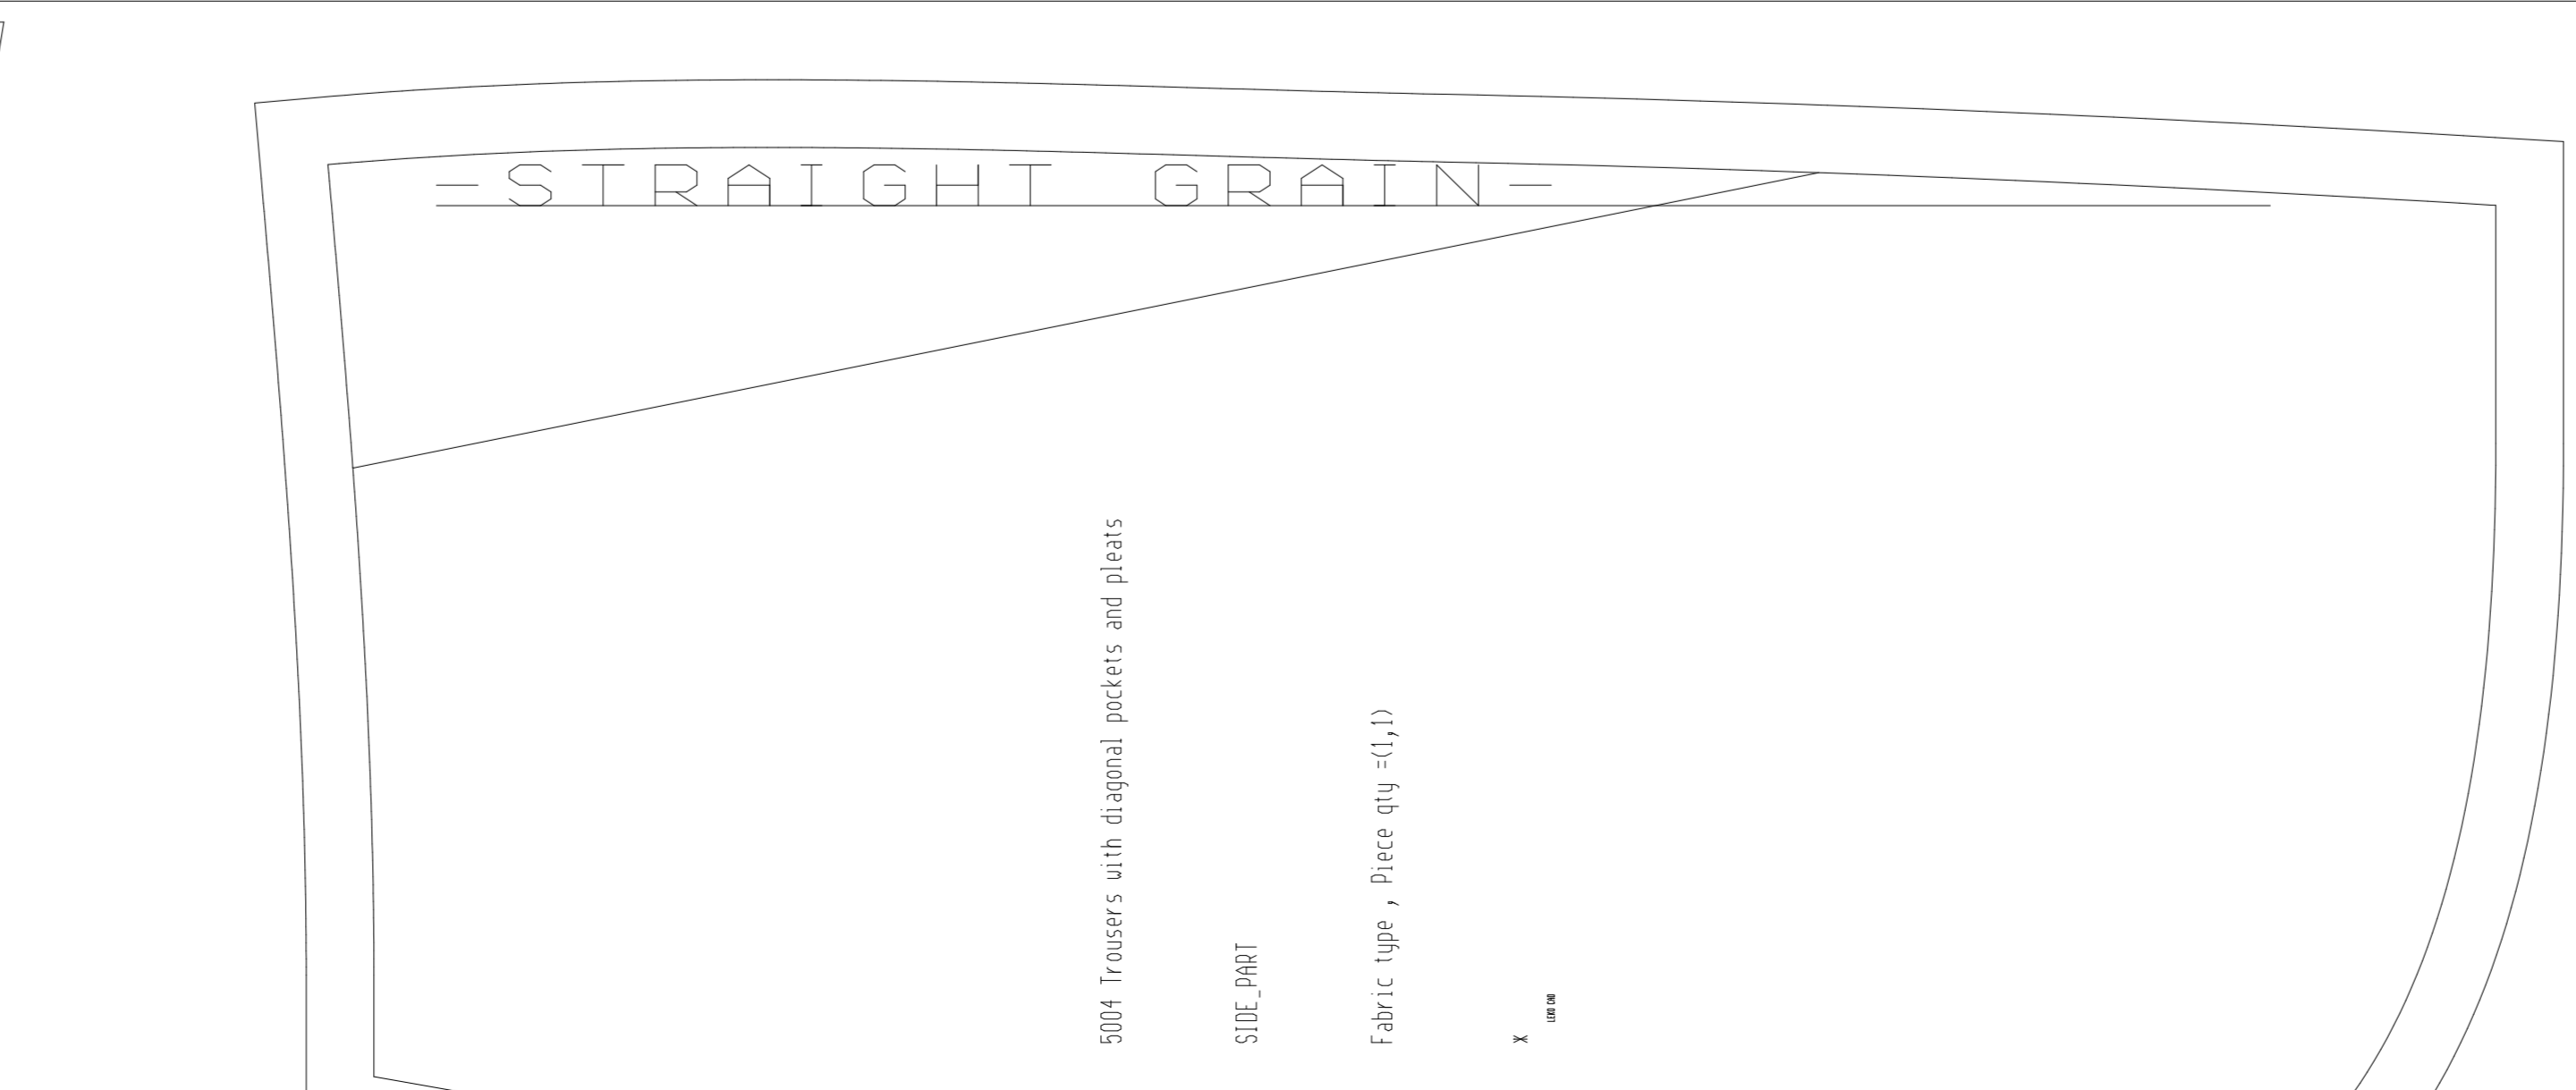 -STRAIGHT GRAIN-
5004 Trousers with diagonal pockets and pleats
SIDE_PART
Fabric type , Piece qty =(1,1)
*